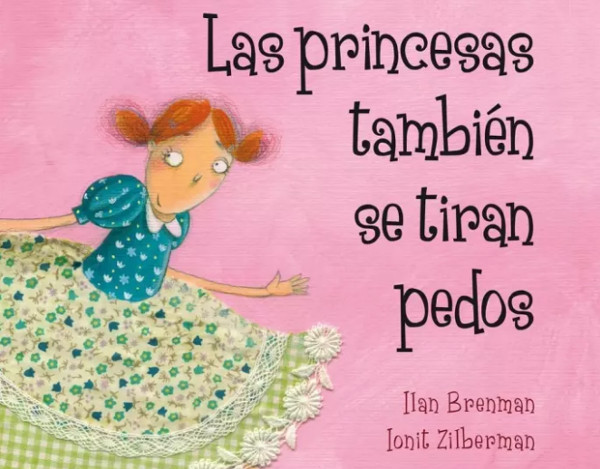 Las princesas
también
se tiran
pedos
Ilan Brenman
Ionit Zilberman